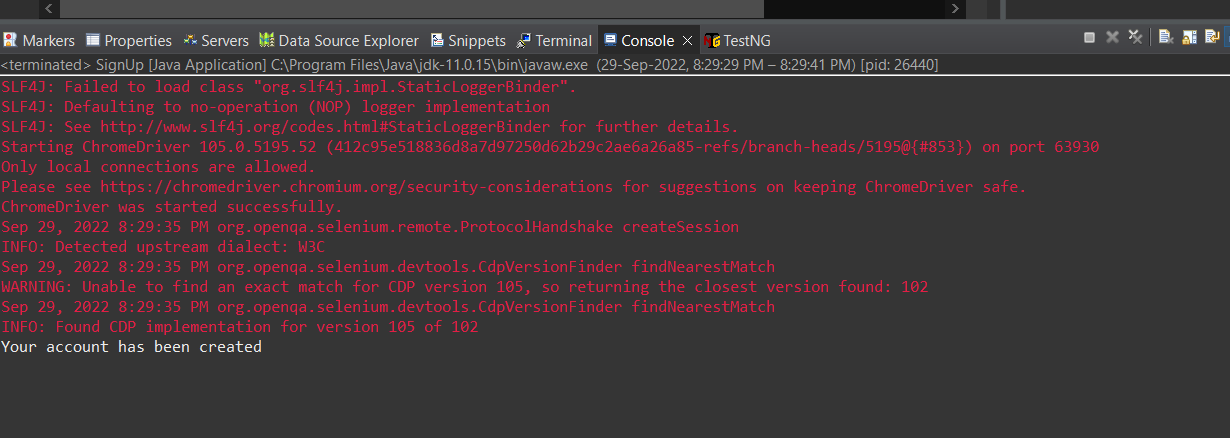 Markers Properties Servers Data Source Explorer Snippets Terminal Console TestNG
<terminated> SignUp [Java Application] C:\Program Files\Java\jdk-11.0.15\bin\javaw.exe (29-Sep-2022, 8:29:29 PM – 8:29:41 PM) [pid: 26440]
SLF4J: Failed to load class "org.slf4j.impl.StaticLoggerBinder".
SLF4J: Defaulting to no-operation (NOP) logger implementation
SLF4J: See http://www.slf4j.org/codes.html#StaticLoggerBinder for further details.
Starting ChromeDriver 105.0.5195.52 (412c95e518836d8a7d97250d62b29c2ae6a26a85-refs/branch-heads/5195@{#853}) on port 63930
Only local connections are allowed.
Please see https://chromedriver.chromium.org/security-considerations for suggestions on keeping ChromeDriver safe.
ChromeDriver was started successfully.
Sep 29, 2022 8:29:35 PM org.openqa.selenium.remote.ProtocolHandshake createSession
INFO: Detected upstream dialect: W3C
Sep 29, 2022 8:29:35 PM org.openqa.selenium.devtools.CdpVersionFinder findNearestMatch
WARNING: Unable to find an exact match for CDP version 105, so returning the closest version found: 102
Sep 29, 2022 8:29:35 PM org.openqa.selenium.devtools.CdpVersionFinder findNearestMatch
INFO: Found CDP implementation for version 105 of 102
Your account has been created